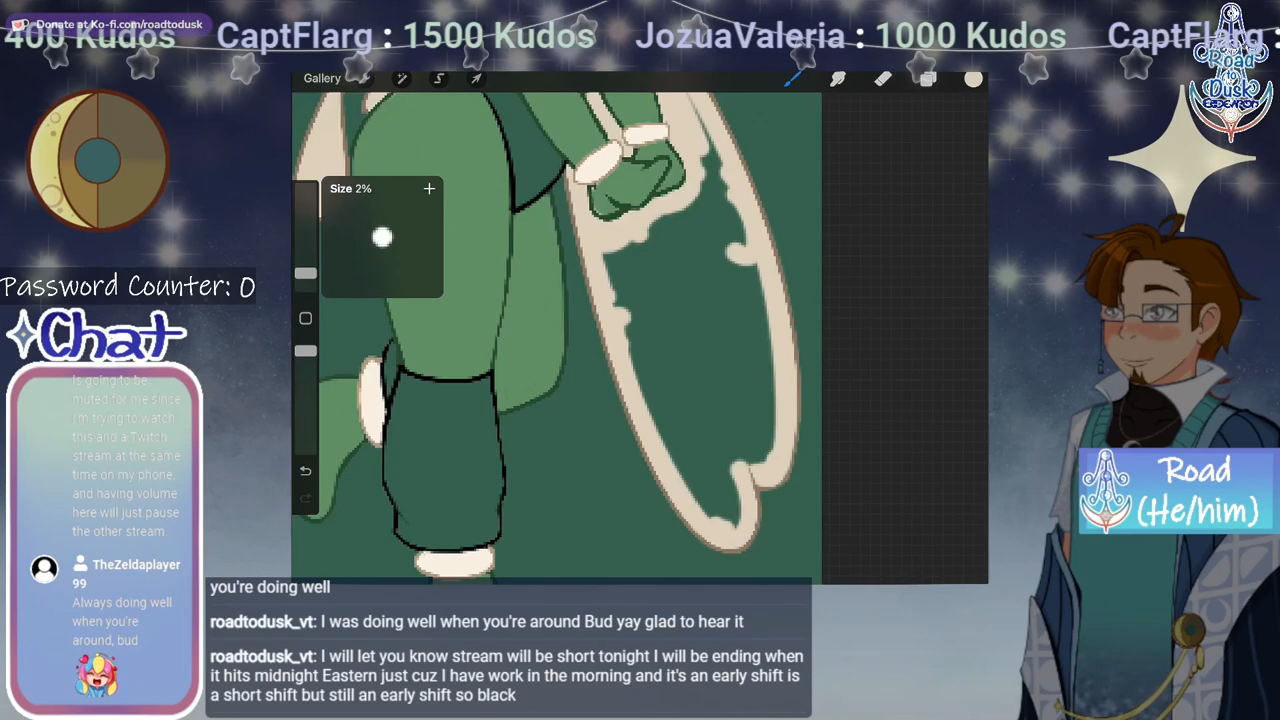 Donate at Ko-fi.com/roadtodusk
400 Kudos CaptFlarg : 1500 Kudos JozuaValeria : 1000 Kudos CaptFlarg :
Road
to
Dusk
Gallery
Size 2%
Password Counter: 0
Chat
is going to be
muted for me since
I'm trying to watch
this and a Twitch
stream at the same
time on my phone,
and having volume
here will just pause
the other stream.
TheZeldaplayer
99
Always doing well
when you're
around, bud
Road
(He/him)
you're doing well
roadtodusk_vt: I was doing well when you're around Bud yay glad to hear it
roadtodusk_vt: I will let you know stream will be short tonight I will be ending when
it hits midnight Eastern just cuz I have work in the morning and it's an early shift is
a short shift but still an early shift so black